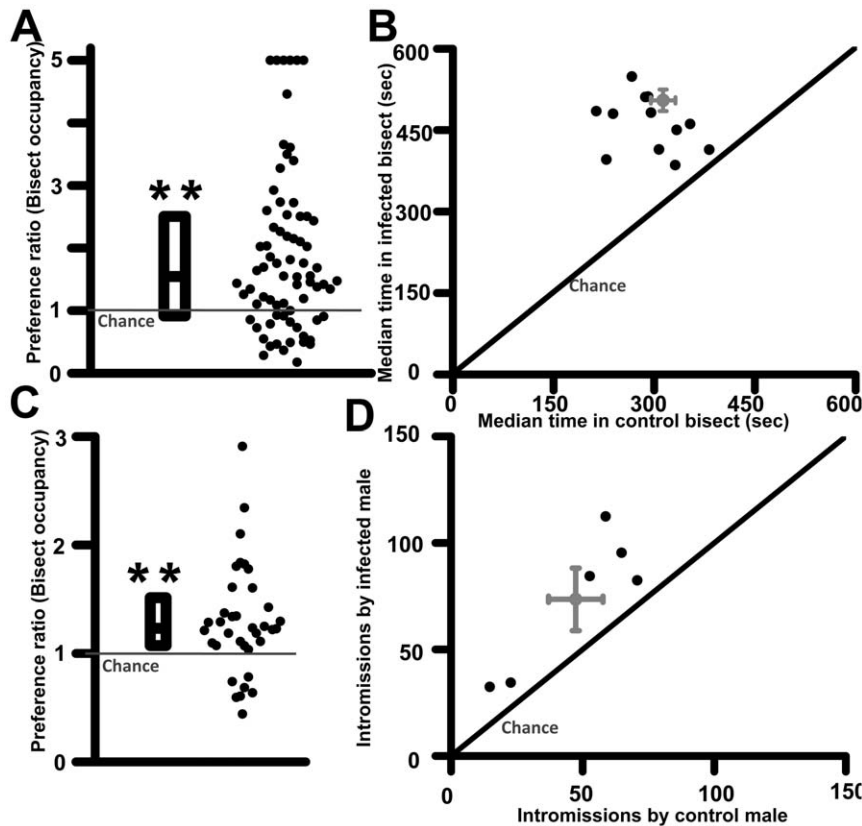 A
Preference ratio (Bisect occupancy)
5
3
1
0
**
Chance
B
Median time in infected bisect (sec)
600
450
300
150
0
Chance
0 150 300 450 600
Median time in control bisect (sec)
C
Preference ratio (Bisect occupancy)
3
2
1
0
**
Chance
D
Intromissions by infected male
150
100
50
0
Chance
0 50 100 150
Intromissions by control male